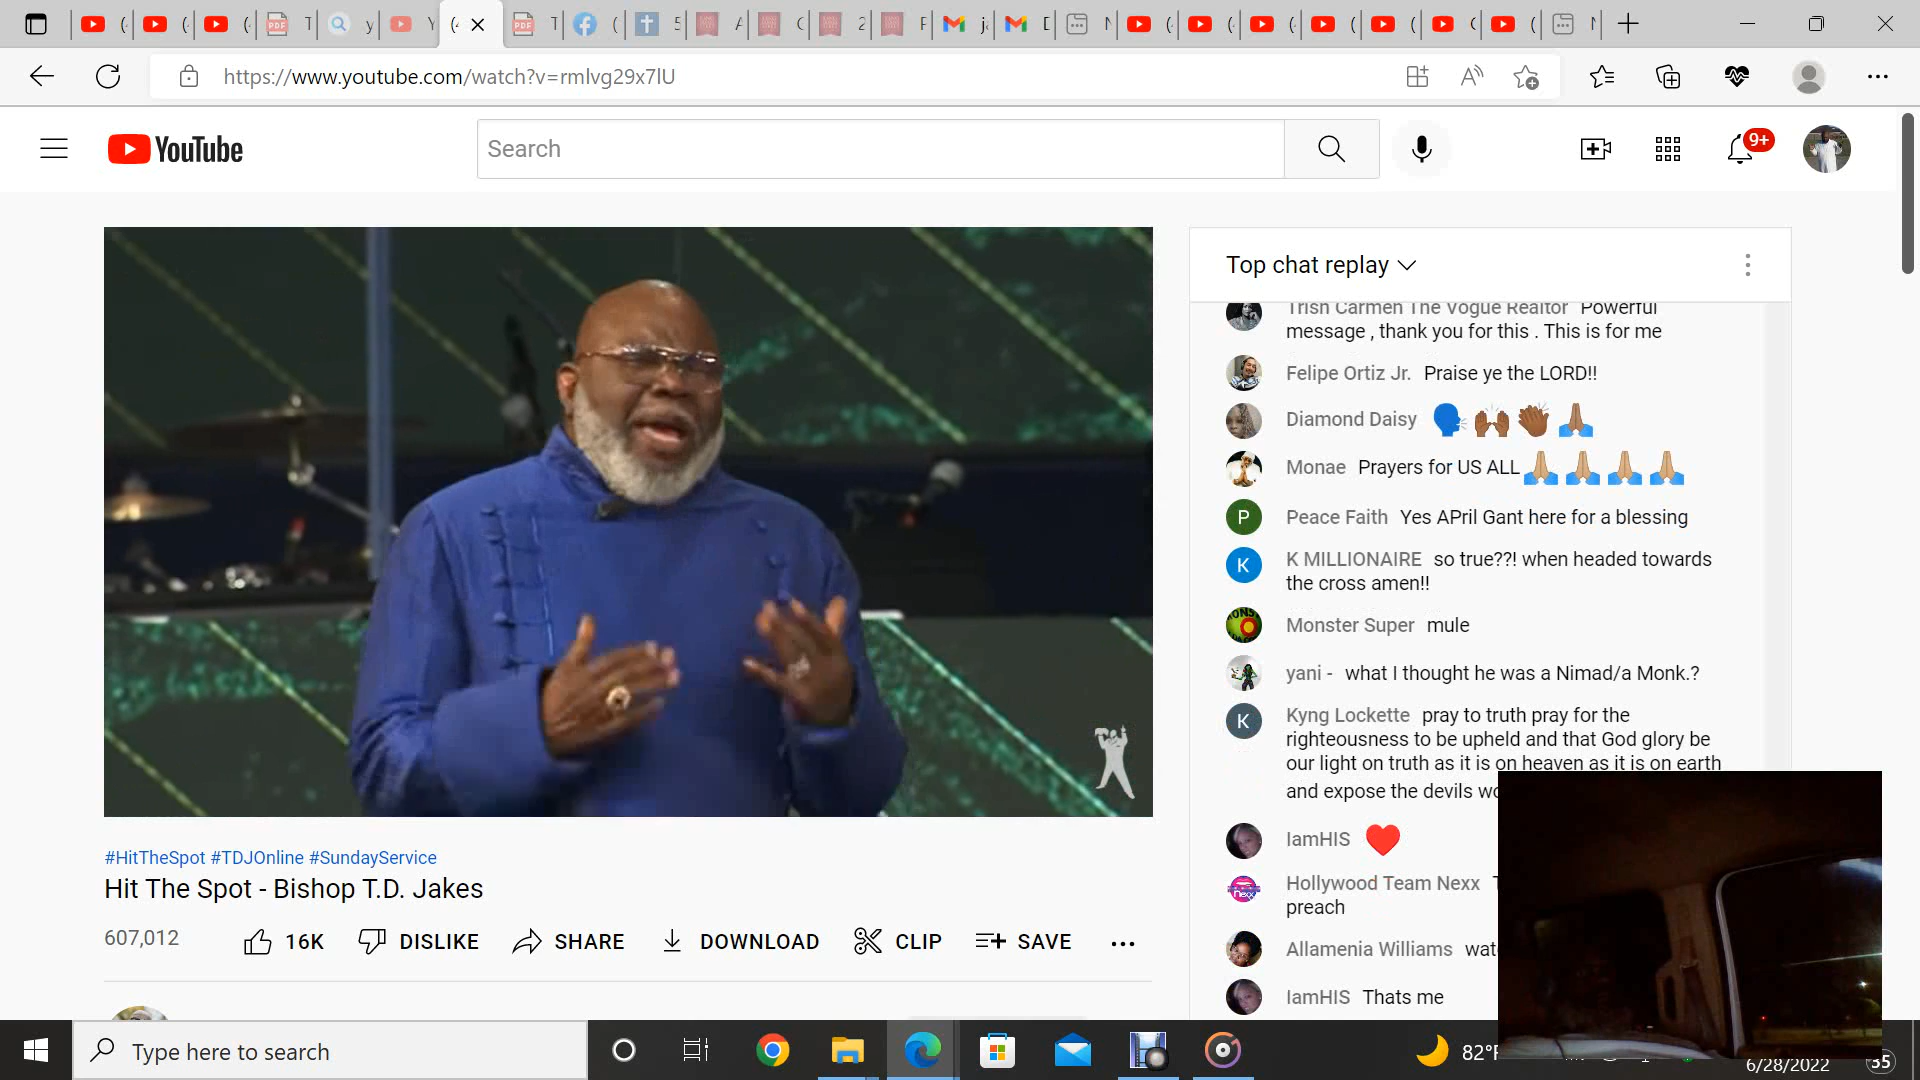 https://www.youtube.com/watch?v=rmlvg29x7lU
YouTube
Search
9+
Top chat replay
Trish Carmen The Vogue Realtor Powerful
message , thank you for this . This is for me
Felipe Ortiz Jr. Praise ye the LORD!!
Diamond Daisy 🗣🙌🏾👏🏾🙏🏽
Monae Prayers for US ALL🙏🏼🙏🏼🙏🏼🙏🏼
P
Peace Faith Yes APril Gant here for a blessing
K
K MILLIONAIRE so true??! when headed towards
the cross amen!!
Monster Super mule
yani - what I thought he was a Nimad/a Monk.?
K
Kyng Lockette pray to truth pray for the
righteousness to be upheld and that God glory be
our light on truth as it is on heaven as it is on earth
and expose the devils
IamHIS ♥
Hollywood Team Nexx
preach
Allamenia Williams
IamHIS Thats me
#HitTheSpot #TDJOnline #SundayService
Hit The Spot - Bishop T.D. Jakes
607,012
16K
DISLIKE
SHARE
DOWNLOAD
CLIP
SAVE
Type here to search
82°F
6/28/2022
35